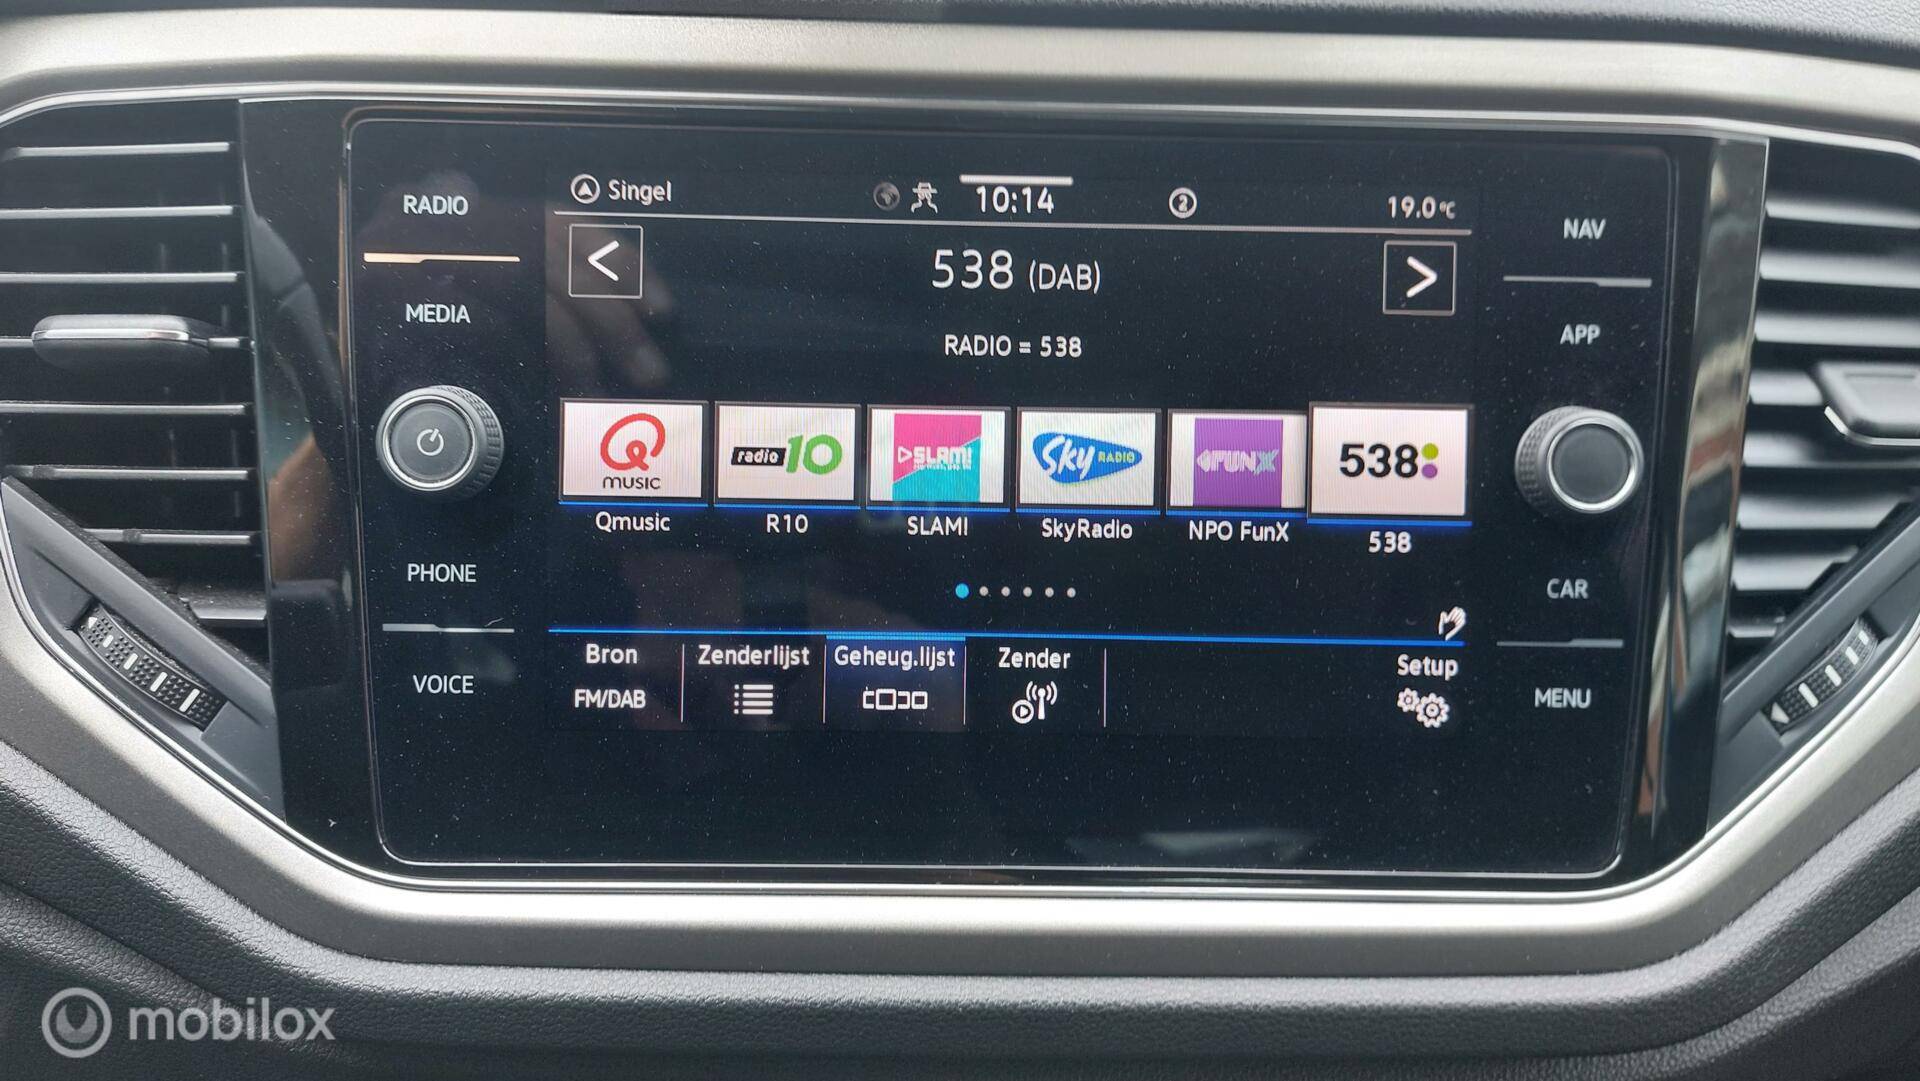 RADIO
MEDIA
PHONE
VOICE
Singel
10:14
2
19.0°C
538 (DAB)
RADIO = 538
Q
MUSIC
radio 10
SLAM!
Sky RADIO
FUNX
538
Qmusic
R10
SLAM!
SkyRadio
NPO FunX
538
Bron
FM/DAB
Zenderlijst
Geheug.lijst
Zender
Setup
NAV
APP
CAR
MENU
mobilox